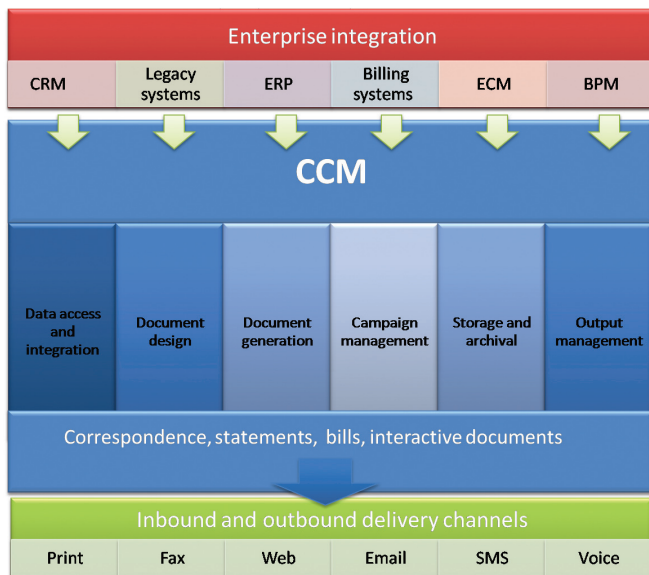 Enterprise integration
CRM
Legacy
systems
ERP
Billing
systems
ECM
BPM
CCM
Data access
and
integration
Document
design
Document
generation
Campaign
management
Storage and
archival
Output
management
Correspondence, statements, bills, interactive documents
Inbound and outbound delivery channels
Print
Fax
Web
Email
SMS
Voice